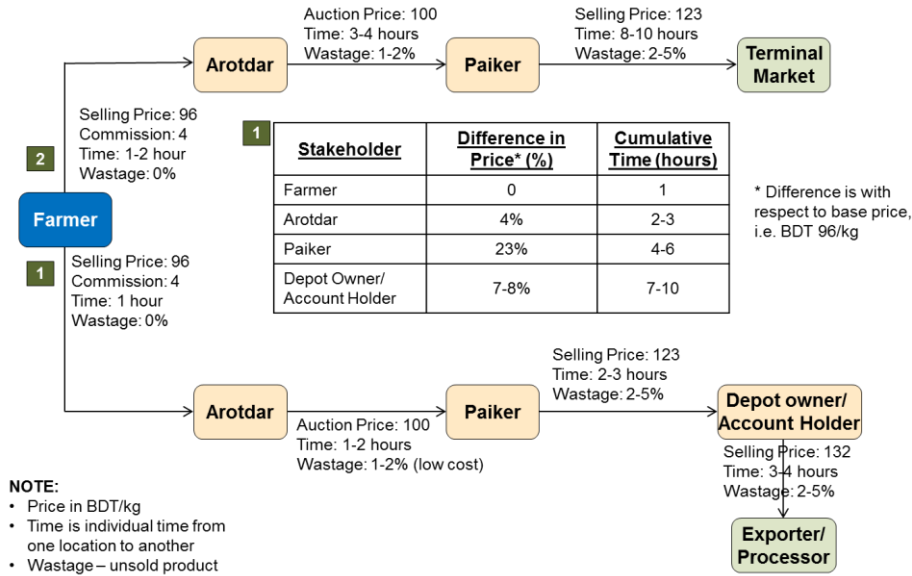 Auction Price: 100
Time: 3-4 hours
Wastage: 1-2%
Selling Price: 123
Time: 8-10 hours
Wastage: 2-5%
Arotdar
Paiker
Terminal
Market
Selling Price: 96
Commission: 4
Time: 1-2 hour
Wastage: 0%
2
Farmer
1
Selling Price: 96
Commission: 4
Time: 1 hour
Wastage: 0%
1
Stakeholder Difference in Price* (%) Cumulative Time (hours)
Farmer 0 1
Arotdar 4% 2-3
Paiker 23% 4-6
Depot Owner/ Account Holder 7-8% 7-10
* Difference is with
respect to base price,
i.e. BDT 96/kg
Arotdar
Auction Price: 100
Time: 1-2 hours
Wastage: 1-2% (low cost)
Paiker
Selling Price: 123
Time: 2-3 hours
Wastage: 2-5%
Depot owner/
Account Holder
Selling Price: 132
Time: 3-4 hours
Wastage: 2-5%
Exporter/
Processor
NOTE:
• Price in BDT/kg
• Time is individual time from
one location to another
• Wastage – unsold product